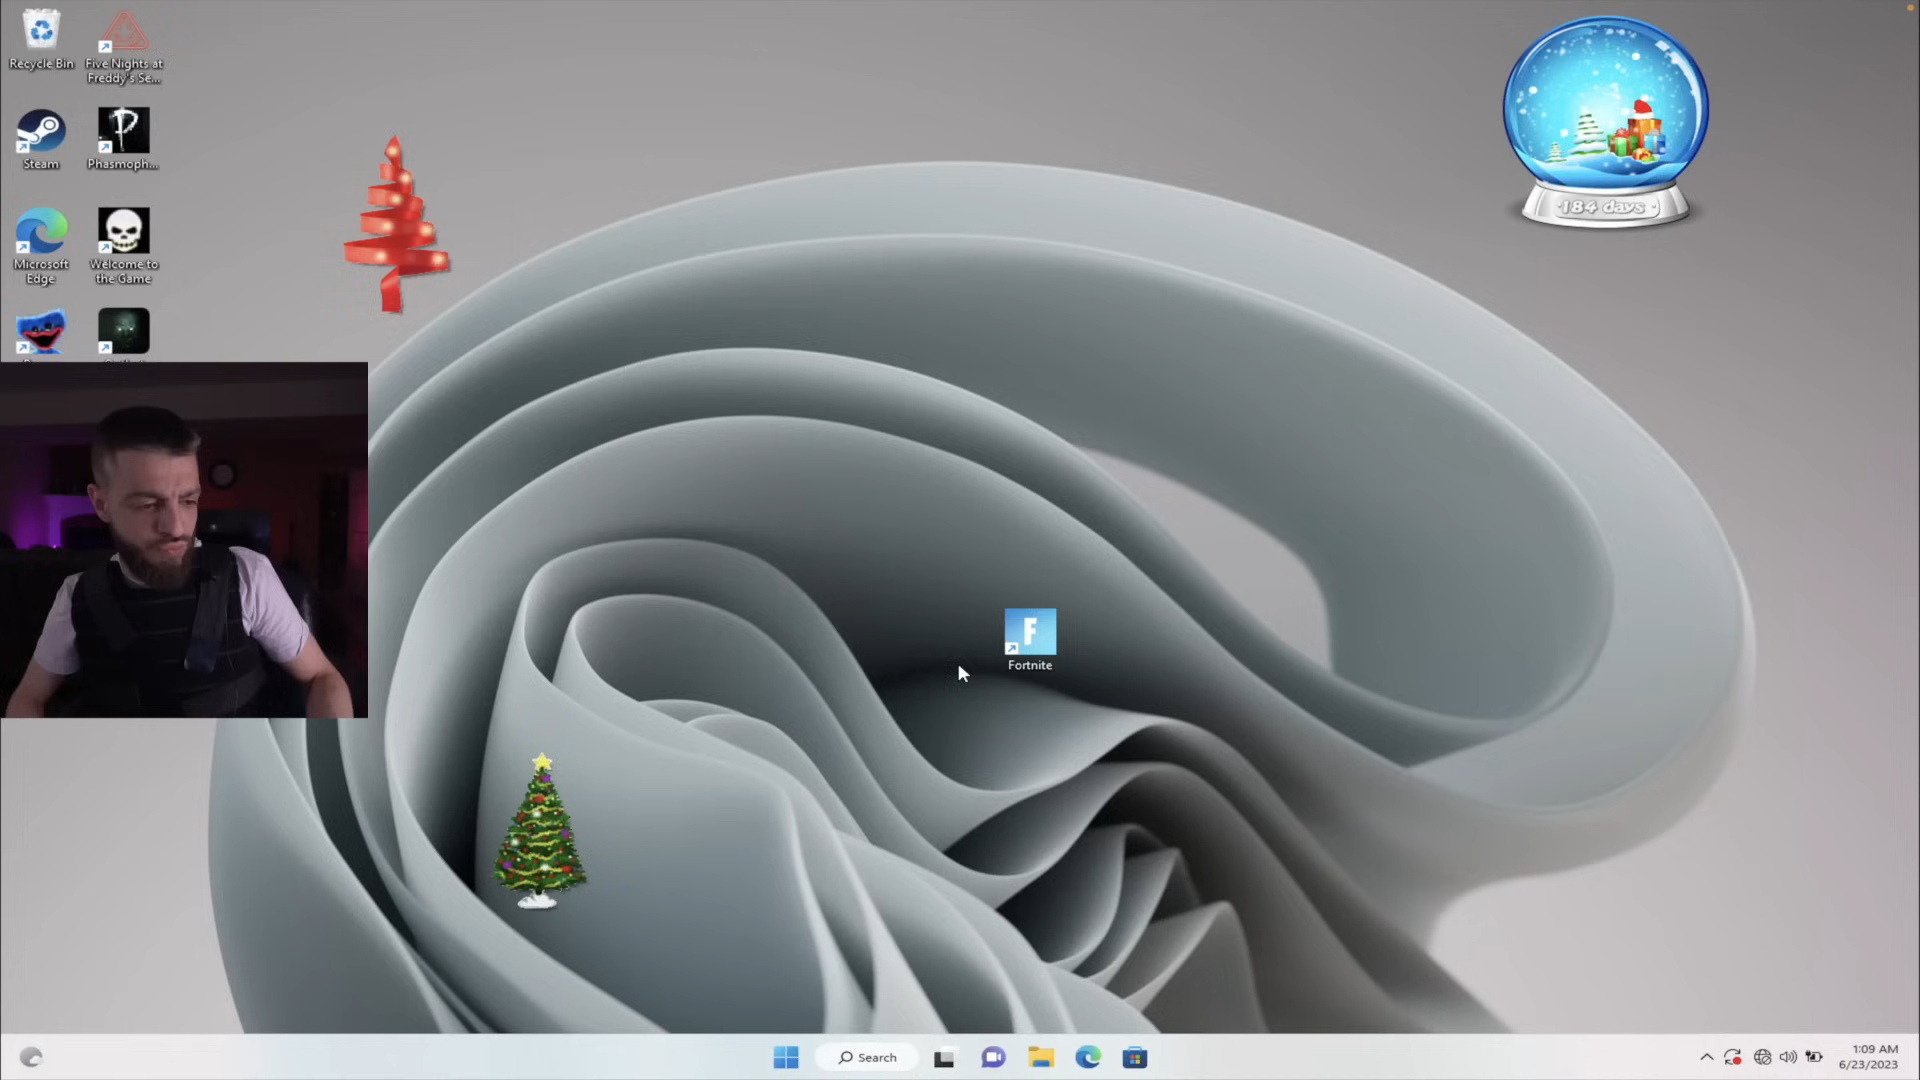 Recycle Bin
Five Nights at
Freddy's Se...
Steam
Phasmoph...
Microsoft
Edge
Welcome to
the Game
184 days
F
Fortnite
Search
1:09 AM
6/23/2023